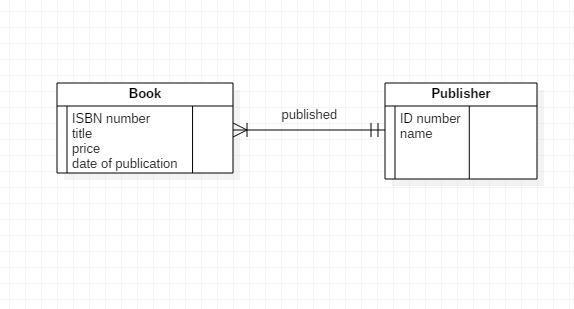 Book
ISBN number
title
price
date of publication
published
Publisher
ID number
name